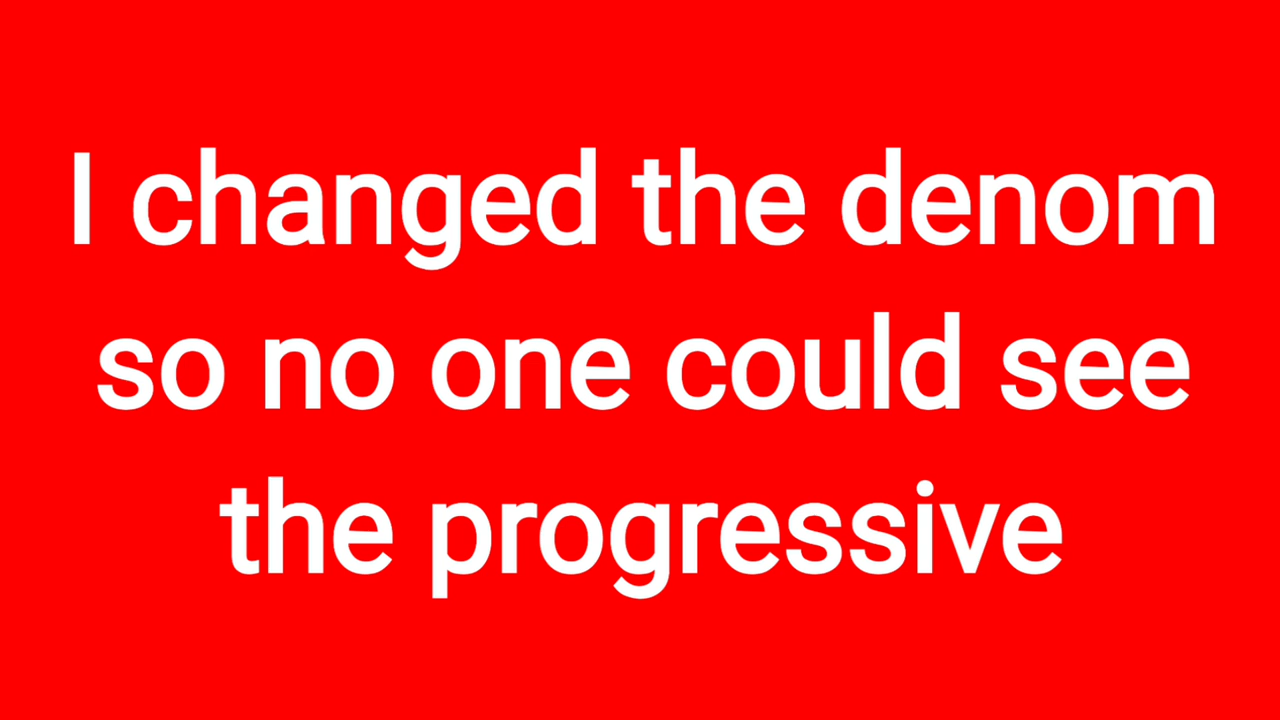 I changed the denom
so no one could see
the progressive